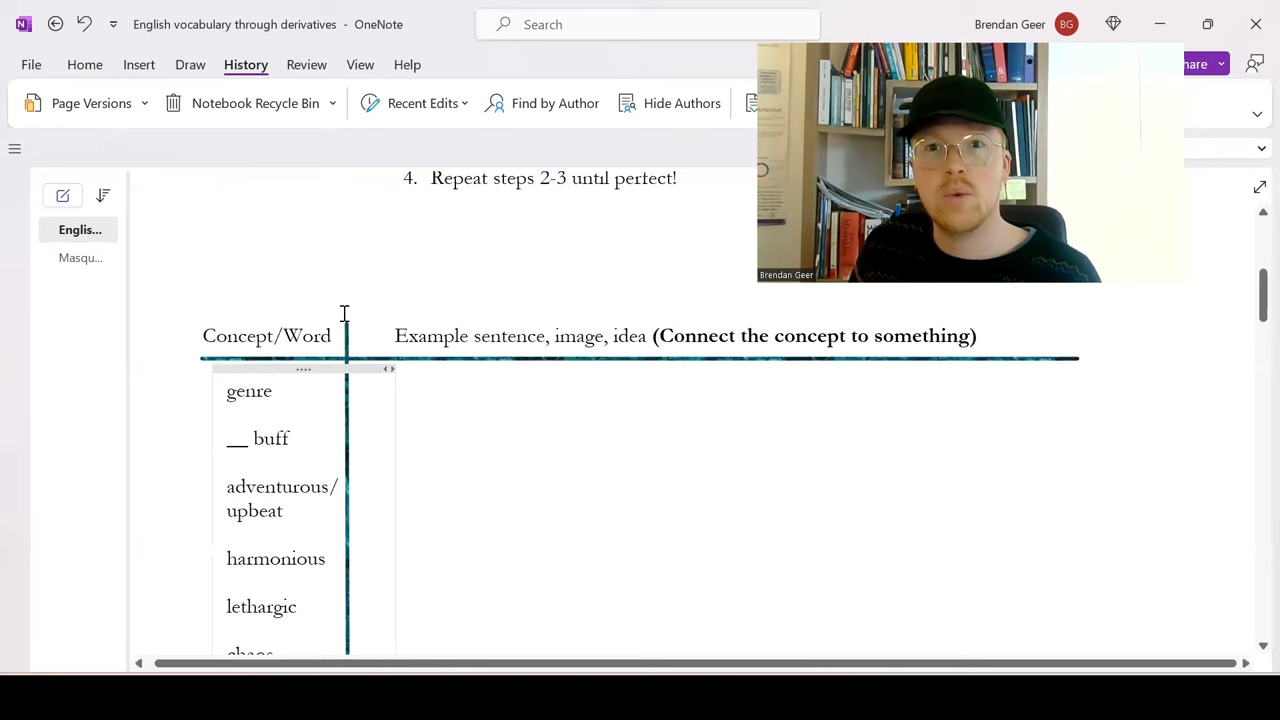 English vocabulary through derivatives - OneNote
Search
Brendan Geer
BG
File
Home
Insert
Draw
History
Review
View
Help
Page Versions
Notebook Recycle Bin
Recent Edits
Find by Author
Hide Authors
Englis...
Masqu...
4. Repeat steps 2-3 until perfect!
Brendan Geer
Concept/Word
Example sentence, image, idea (Connect the concept to something)
genre
__ buff
adventurous/
upbeat
harmonious
lethargic
chaos